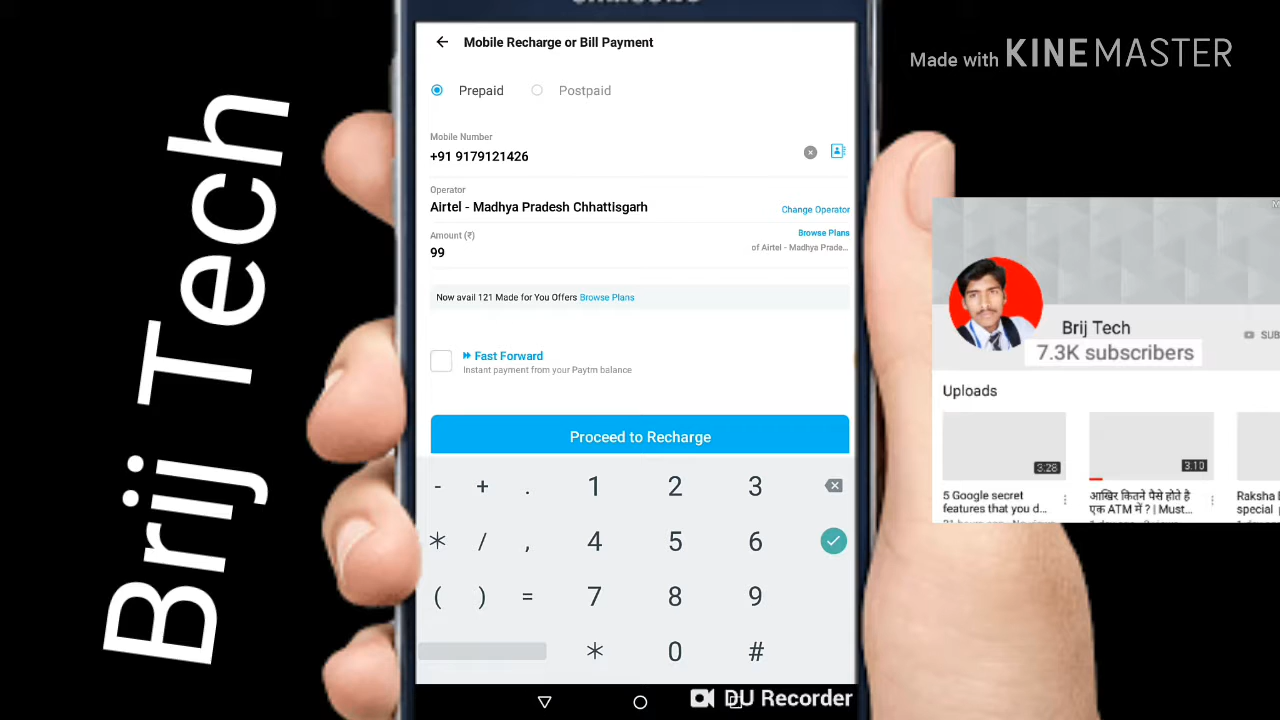 Brij Tech
Mobile Recharge or Bill Payment
Prepaid
Postpaid
Mobile Number
+91 9179121426
Operator
Airtel - Madhya Pradesh Chhattisgarh
Change Operator
Amount (₹)
99
Browse Plans
of Airtel - Madhya Prade...
Now avail 121 Made for You Offers Browse Plans
Fast Forward
Instant payment from your Paytm balance
Proceed to Recharge
- + . 1 2 3
* / , 4 5 6
( ) = 7 8 9
* 0 #
DU Recorder
Made with KINEMASTER
Brij Tech
SUB
7.3K subscribers
Uploads
3:28
3:10
5 Google secret
features that you d...
आखिर कितने पैसे होते है
एक ATM में ? | Must...
Raksha
special